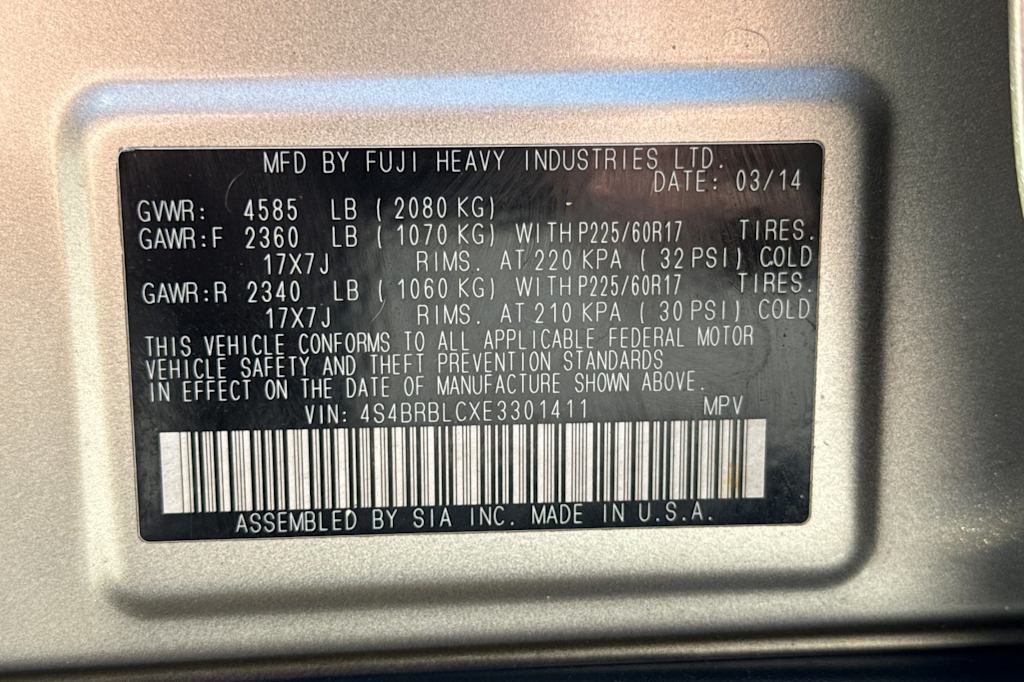 MFD BY FUJI HEAVY INDUSTRIES LTD.
DATE: 03/14
GVWR: 4585 LB ( 2080 KG)
GAWR:F 2360 LB ( 1070 KG) WITH P225/60R17 TIRES.
17X7J RIMS. AT 220 KPA ( 32 PSI) COLD
GAWR:R 2340 LB ( 1060 KG) WITH P225/60R17 TIRES.
17X7J RIMS. AT 210 KPA ( 30 PSI) COLD
THIS VEHICLE CONFORMS TO ALL APPLICABLE FEDERAL MOTOR
VEHICLE SAFETY AND THEFT PREVENTION STANDARDS
IN EFFECT ON THE DATE OF MANUFACTURE SHOWN ABOVE.
VIN: 4S4BRBLCXE3301411 MPV
ASSEMBLED BY SIA INC. MADE IN U.S.A.